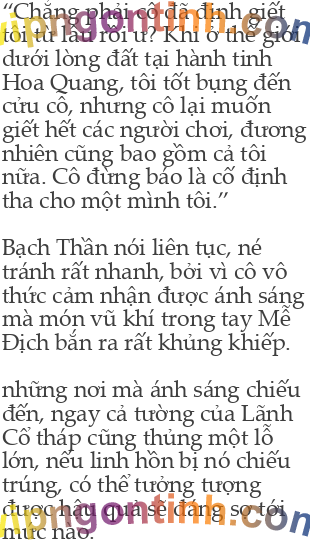 “Chẳng phải cô đã định giết
tôi từ lâu rồi ư? Khi ở thế giới
dưới lòng đất tại hành tinh
Hoa Quang, tôi tốt bụng đến
cứu cô, nhưng cô lại muốn
giết hết các người chơi, đương
nhiên cũng bao gồm cả tôi
nữa. Cô đừng bảo là cố định
tha cho một mình tôi.”
Bạch Thần nói liên tục, né
tránh rất nhanh, bởi vì cô vô
thức cảm nhận được ánh sáng
mà món vũ khí trong tay Mễ
Địch bắn ra rất khủng khiếp.
những nơi mà ánh sáng chiếu
đến, ngay cả tường của Lãnh
Cổ tháp cũng thủng một lỗ
lớn, nếu linh hồn bị nó chiếu
trúng, có thể tưởng tượng
được hậu quả sẽ đáng sợ tới
mức nào.
vipngontinh.com
vipngontinh.com